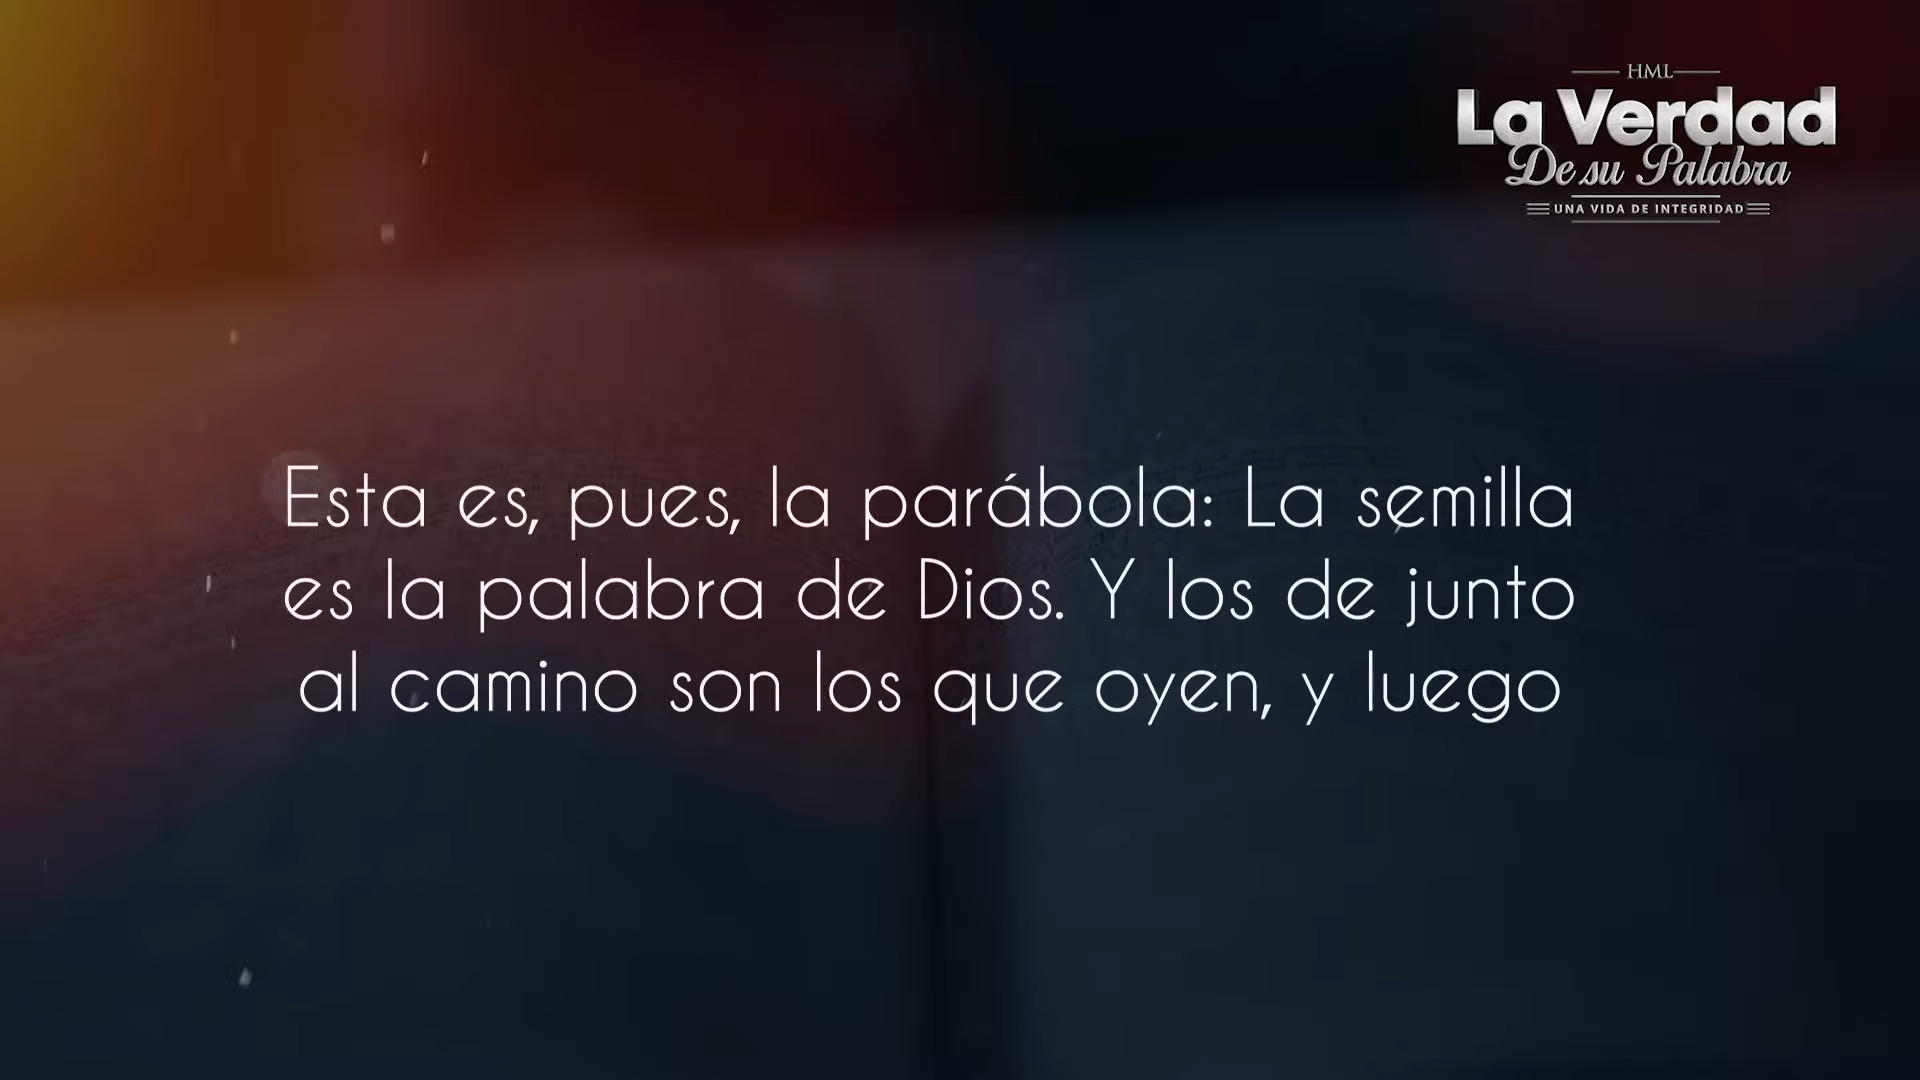 HML
La Verdad
De su Palabra
UNA VIDA DE INTEGRIDAD
Esta es, pues, la parábola: La semilla
es la palabra de Dios. Y los de junto
al camino son los que oyen, y luego